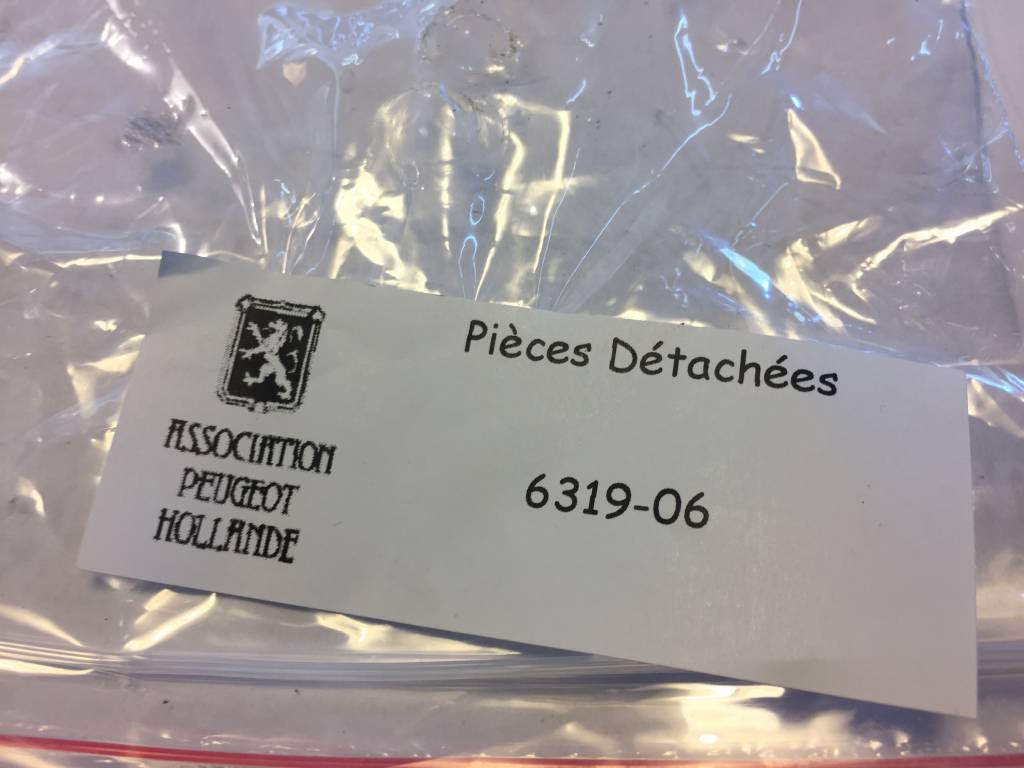 Pièces Détachées
ASSOCIATION
PEUGEOT
HOLLANDE
6319-06